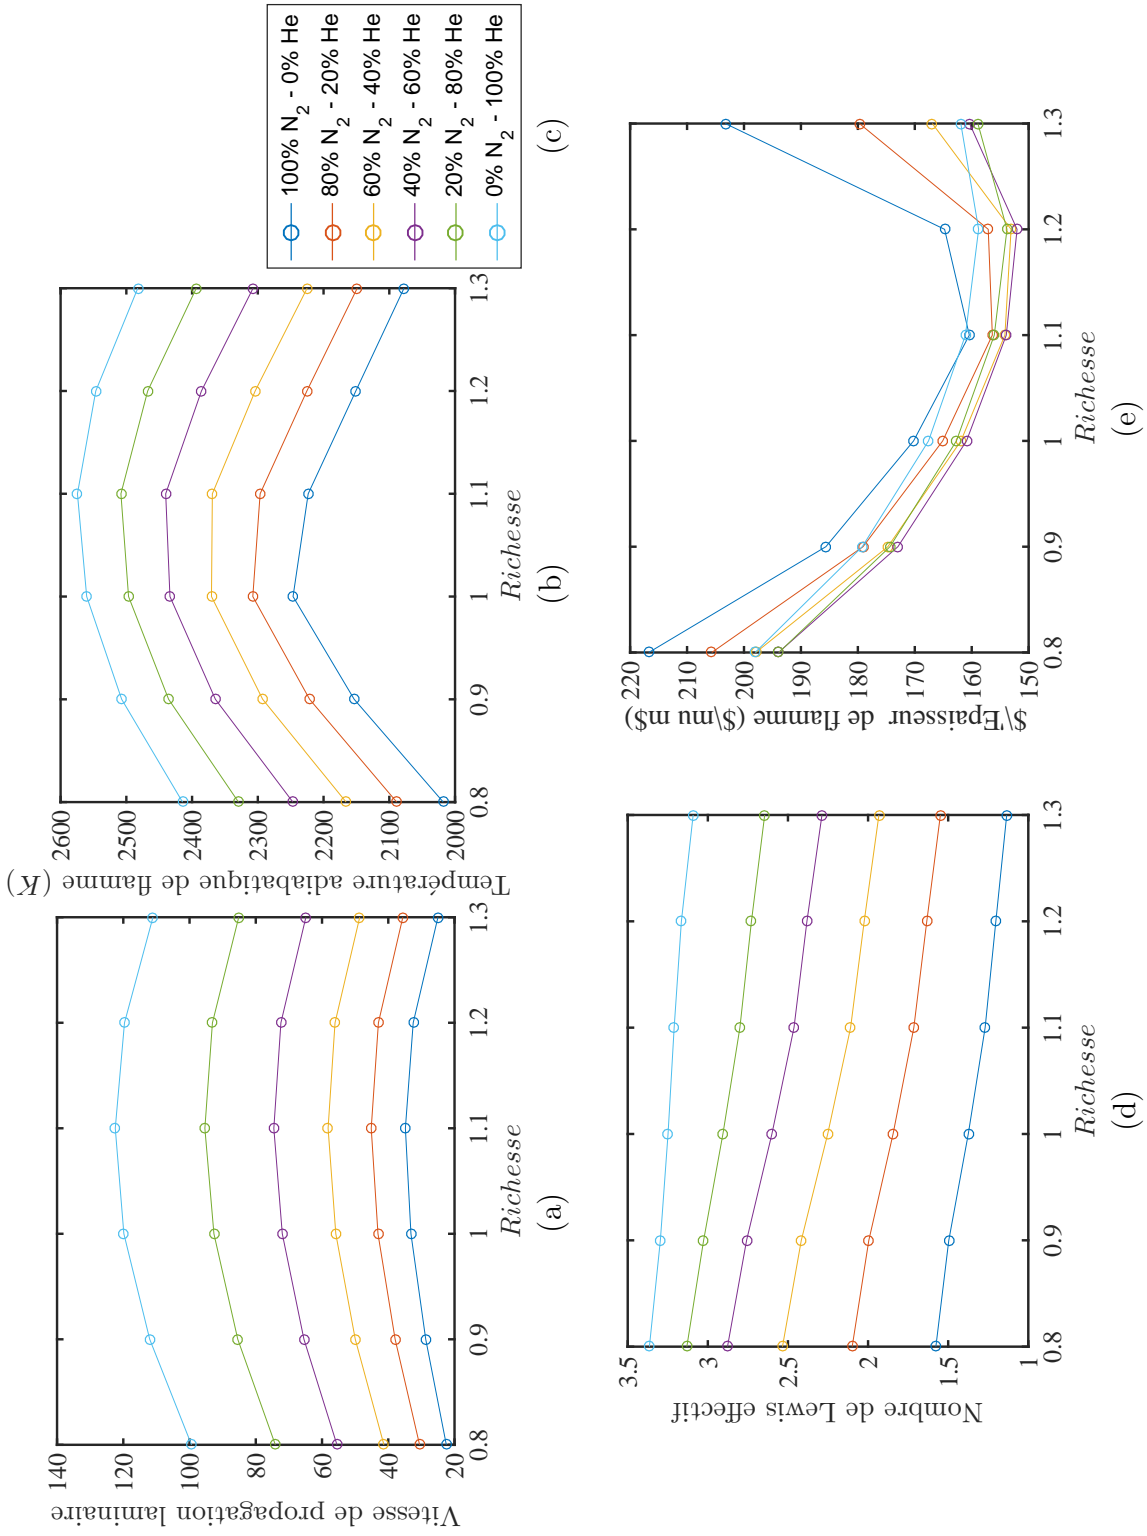 Vitesse de propagation laminaire
140
120
100
80
60
40
20
0.8
0.9
1
1.1
1.2
1.3
Richesse
(a)
Température adiabatique de flamme (K)
2600
2500
2400
2300
2200
2100
2000
0.8
0.9
1
1.1
1.2
1.3
Richesse
(b)
100% N2 - 0% He
80% N2 - 20% He
60% N2 - 40% He
40% N2 - 60% He
20% N2 - 80% He
0% N2 - 100% He
(c)
Nombre de Lewis effectif
3.5
3
2.5
2
1.5
1
0.8
0.9
1
1.1
1.2
1.3
Richesse
(d)
$\'Epaisseur de flamme ($\mu m$)
220
210
200
190
180
170
160
150
0.8
0.9
1
1.1
1.2
1.3
Richesse
(e)